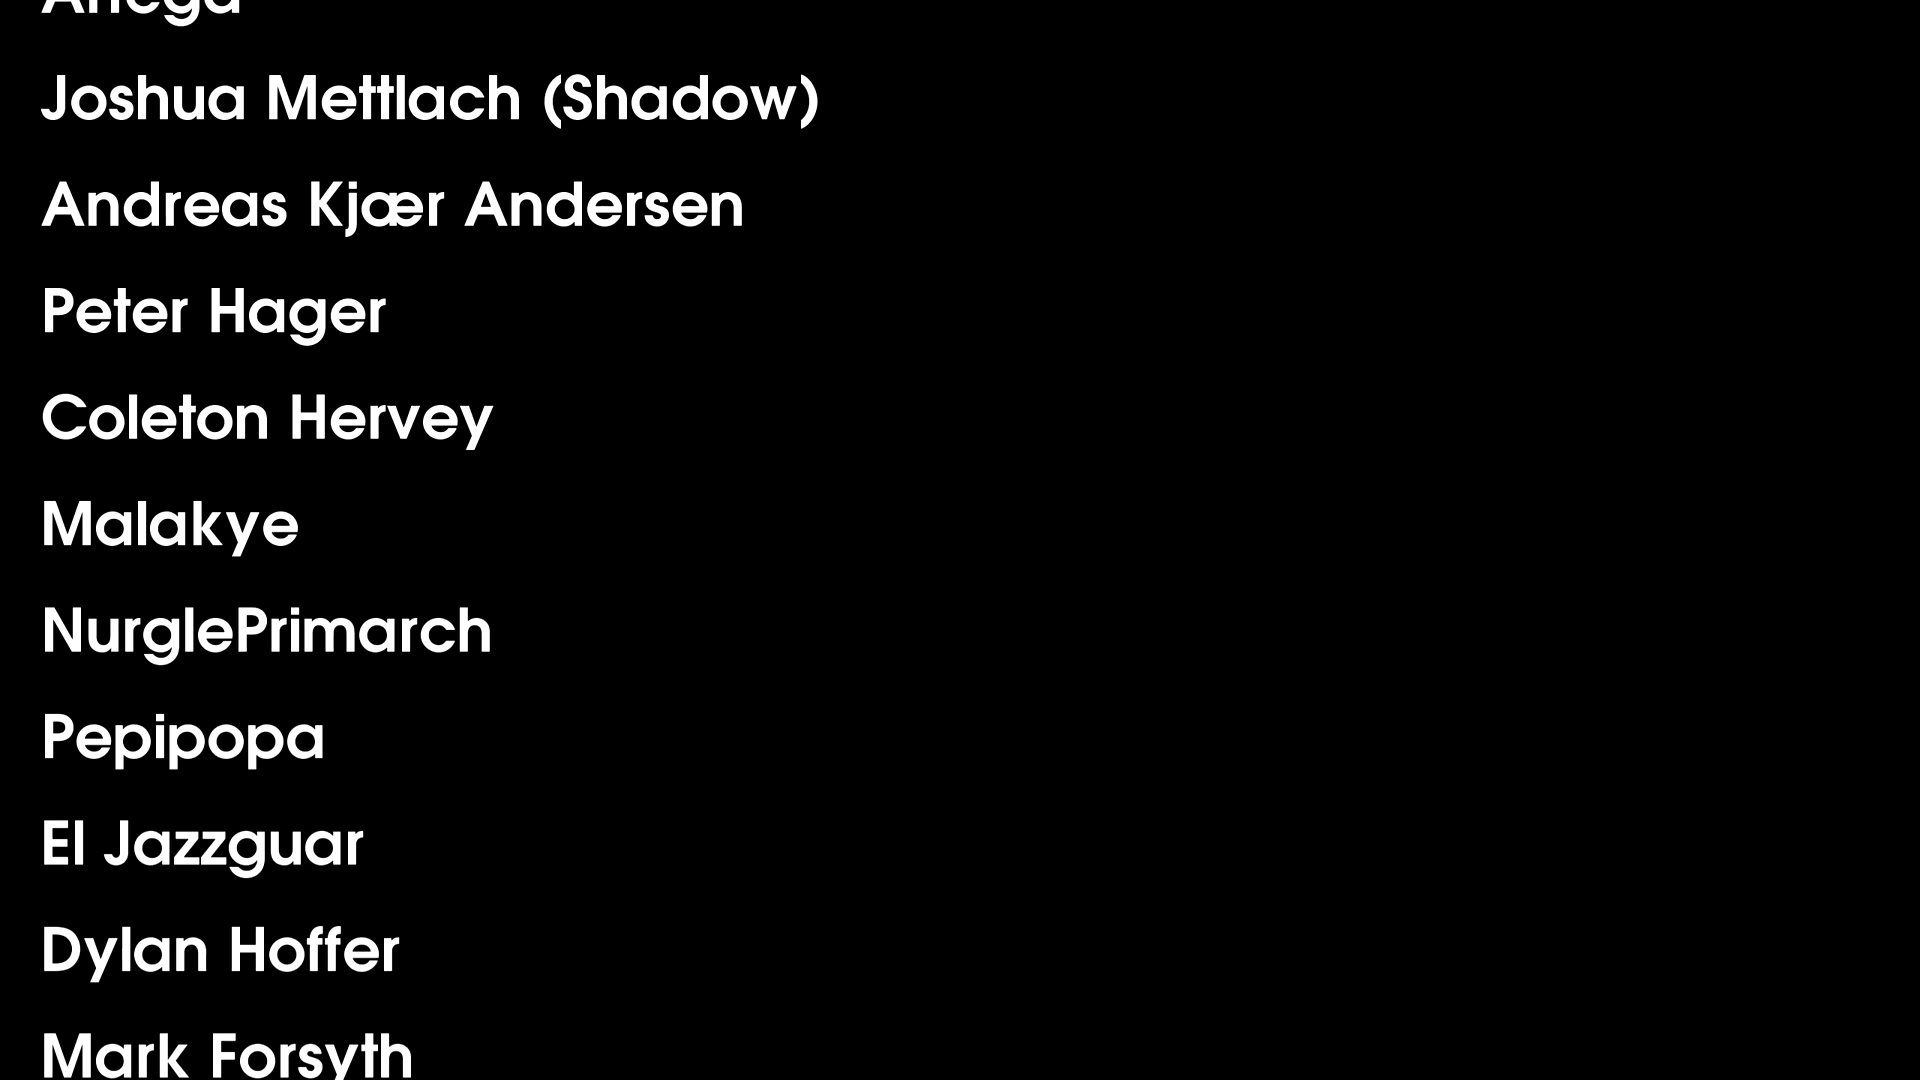 Joshua Mettlach (Shadow)
Andreas Kjær Andersen
Peter Hager
Coleton Hervey
Malakye
NurglePrimarch
Pepipopa
El Jazzguar
Dylan Hoffer
Mark Forsyth